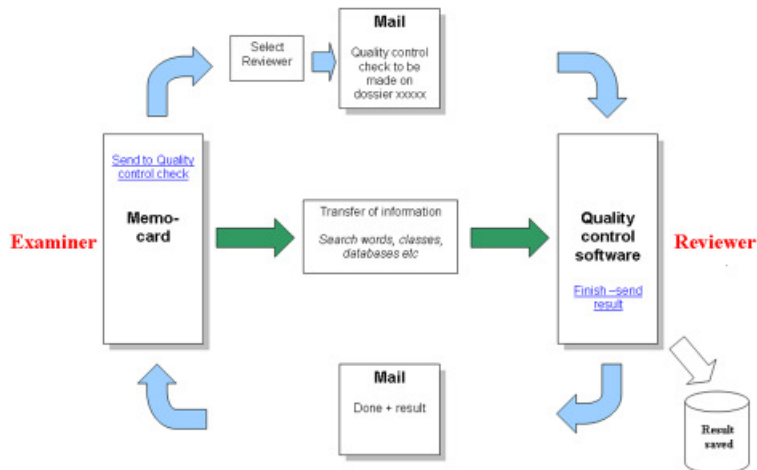 Mail
Select
Reviewer
Quality
control
check to be
made on
dossier xxxxx
Send to Quality
control check
Memo-
card
Examiner
Transfer of information
Search words, classes,
databases etc
Quality
control
software
Finish –send
result
Reviewer
Mail
Done + result
Result
saved